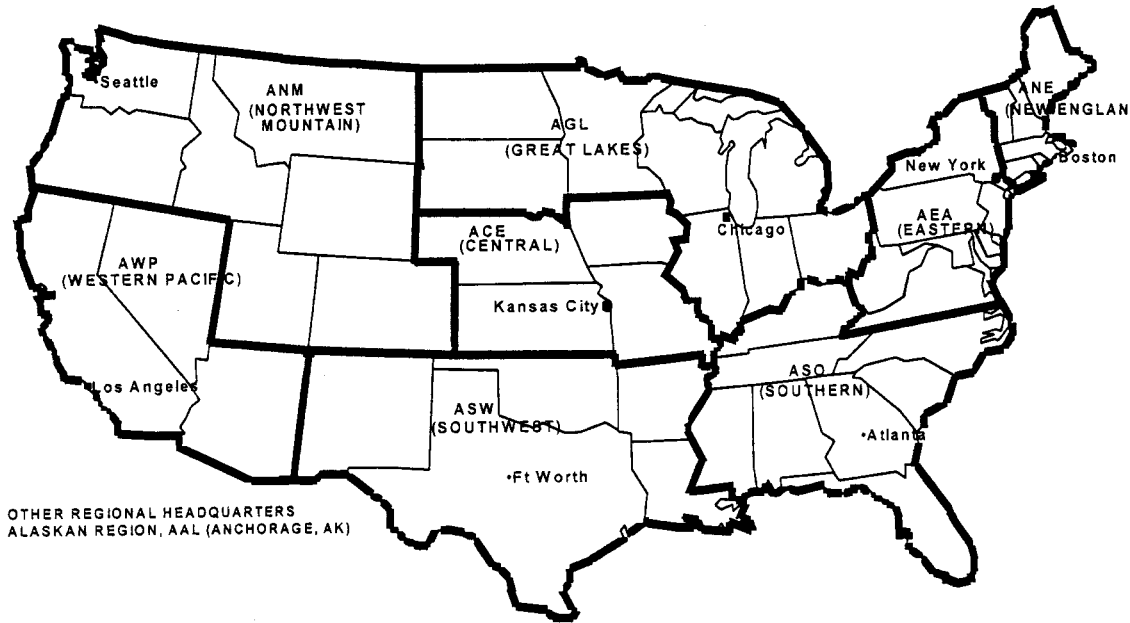 Seattle
ANM
(NORTHWEST
MOUNTAIN)
AGL
(GREAT LAKES)
ANE
(NEW ENGLAN
Boston
New York
AEA
(EASTERN)
Chicago
ACE
(CENTRAL)
Kansas City
AWP
(WESTERN PACIFIC)
Los Angeles
ASW
(SOUTHWEST)
Ft Worth
ASO
(SOUTHERN)
Atlanta
OTHER REGIONAL HEADQUARTERS
ALASKAN REGION, AAL (ANCHORAGE, AK)